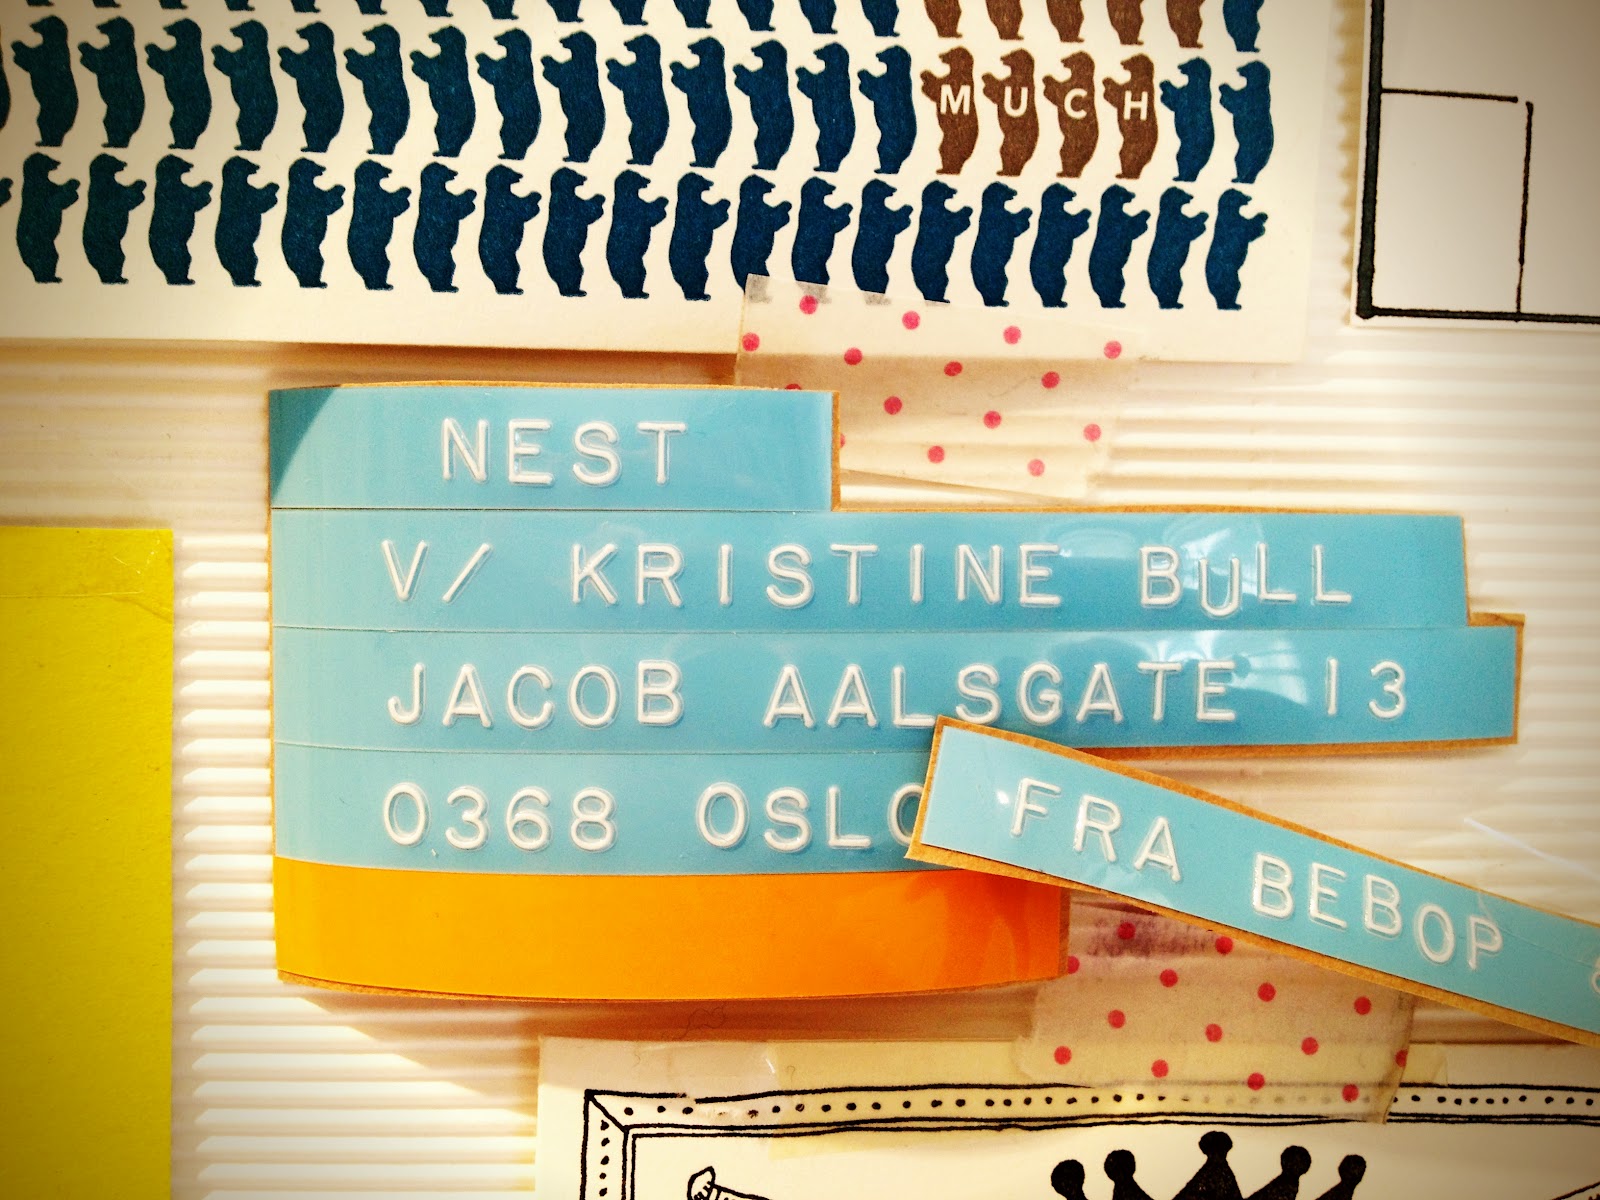 MUCH
NEST
V/ KRISTINE BULL
JACOB AALSGATE 13
0368 OSLO
FRA BEBOP